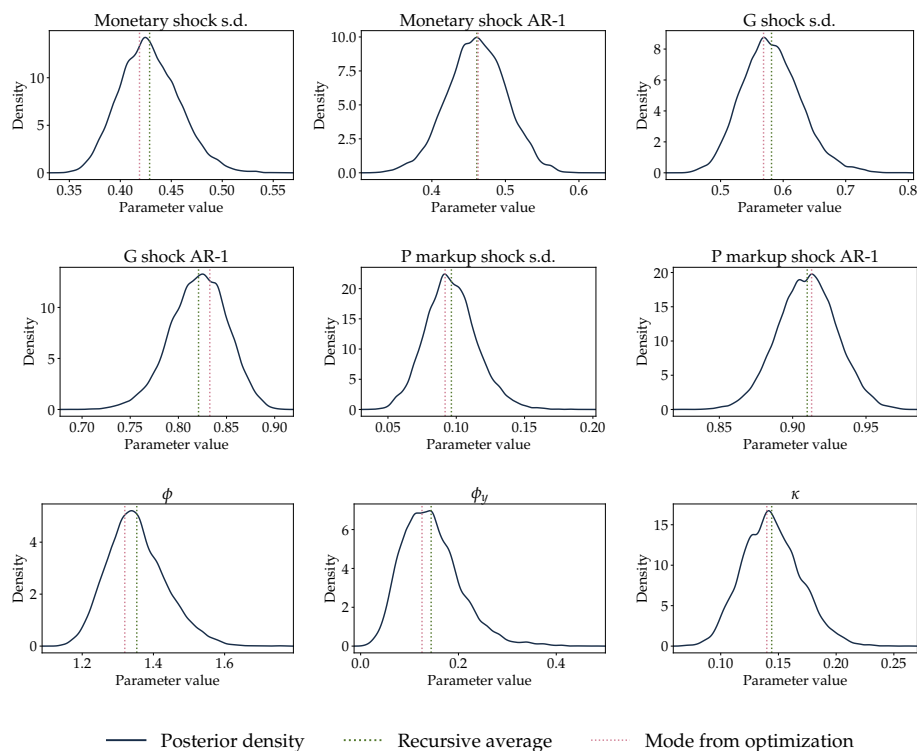 Monetary shock s.d.
Monetary shock AR-1
G shock s.d.
Density
10
5
0
0.35 0.40 0.45 0.50 0.55
Parameter value
Density
10.0
7.5
5.0
2.5
0.0
0.4 0.5 0.6
Parameter value
Density
8
6
4
2
0
0.5 0.6 0.7 0.8
Parameter value
G shock AR-1
P markup shock s.d.
P markup shock AR-1
Density
10
5
0
0.70 0.75 0.80 0.85 0.90
Parameter value
Density
20
15
10
5
0
0.05 0.10 0.15 0.20
Parameter value
Density
20
15
10
5
0
0.85 0.90 0.95
Parameter value
ϕ
ϕy
κ
Density
4
2
0
1.2 1.4 1.6
Parameter value
Density
6
4
2
0
0.0 0.2 0.4
Parameter value
Density
15
10
5
0
0.10 0.15 0.20 0.25
Parameter value
Posterior density
Recursive average
Mode from optimization